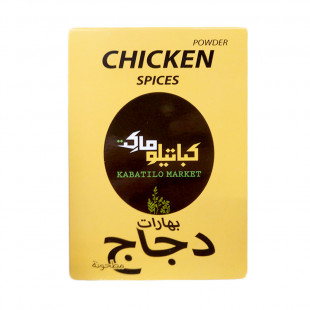 POWDER
CHICKEN
SPICES
كباتيلو ماركت
KABATILO MARKET
بهارات
دجاج
مطحونة